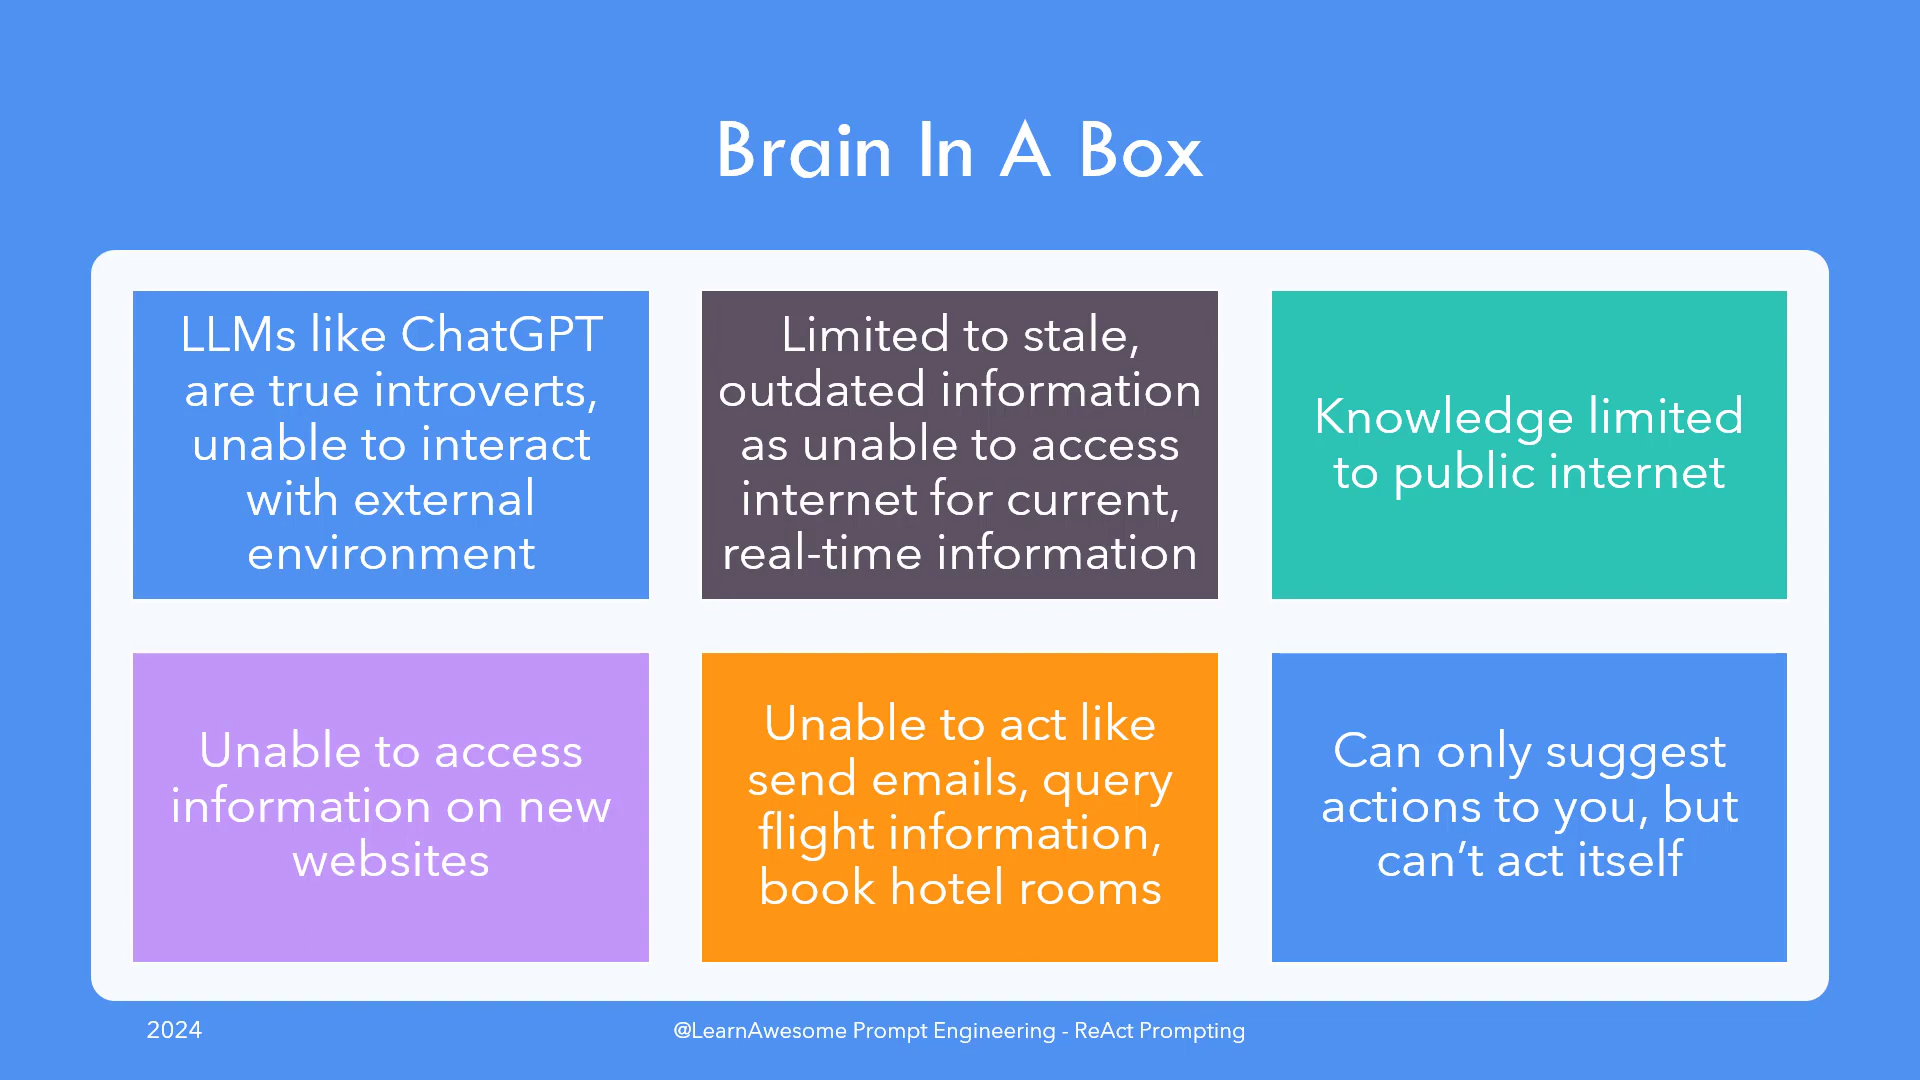 Brain In A Box
LLMs like ChatGPT
are true introverts,
unable to interact
with external
environment
Limited to stale,
outdated information
as unable to access
internet for current,
real-time information
Knowledge limited
to public internet
Unable to access
information on new
websites
Unable to act like
send emails, query
flight information,
book hotel rooms
Can only suggest
actions to you, but
can’t act itself
2024
@LearnAwesome Prompt Engineering - ReAct Prompting